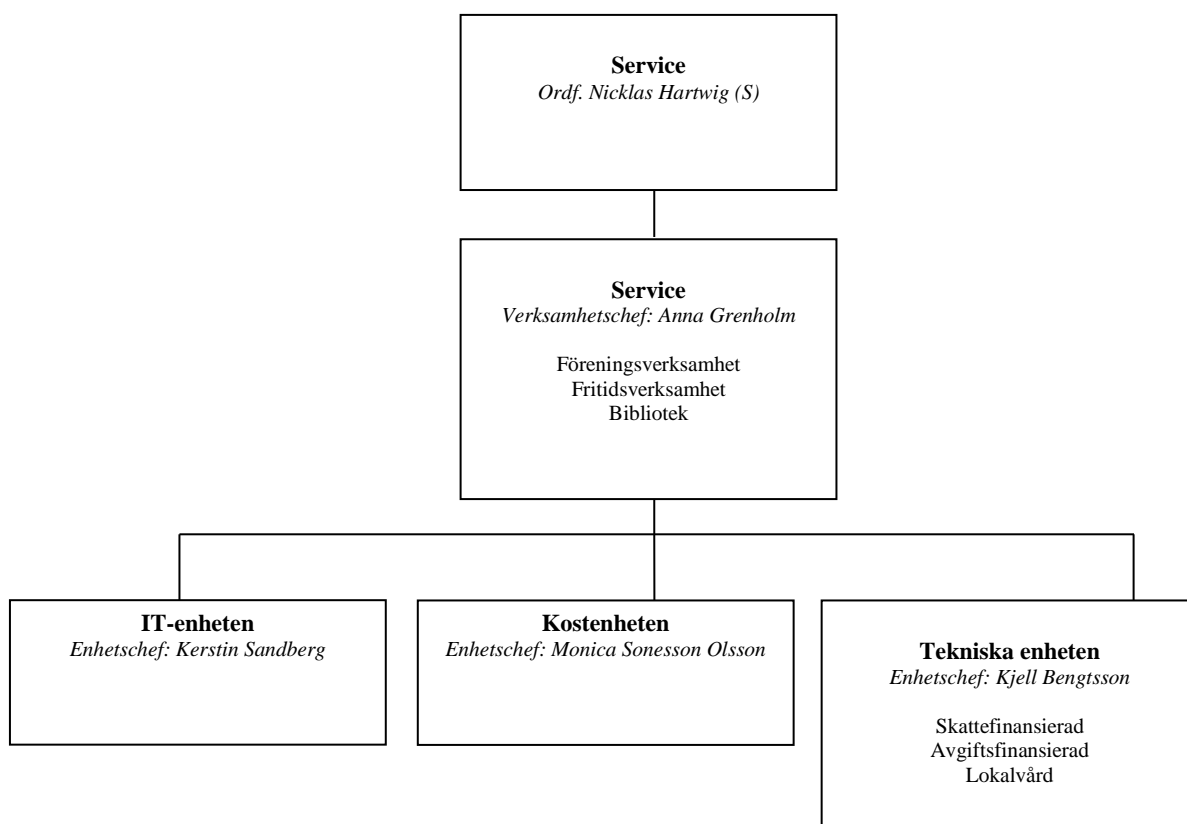 Service
Ordf. Nicklas Hartwig (S)
Service
Verksamhetschef: Anna Grenholm
Föreningsverksamhet
Fritidsverksamhet
Bibliotek
IT-enheten
Enhetschef: Kerstin Sandberg
Kostenheten
Enhetschef: Monica Sonesson Olsson
Tekniska enheten
Enhetschef: Kjell Bengtsson
Skattefinansierad
Avgiftsfinansierad
Lokalvård